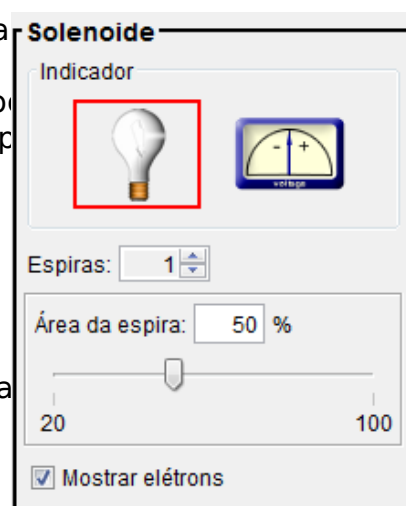 a
Solenoide
Indicador
- +
voltage
Espiras: 1
Área da espira: 50 %
a
20 100
Mostrar elétrons